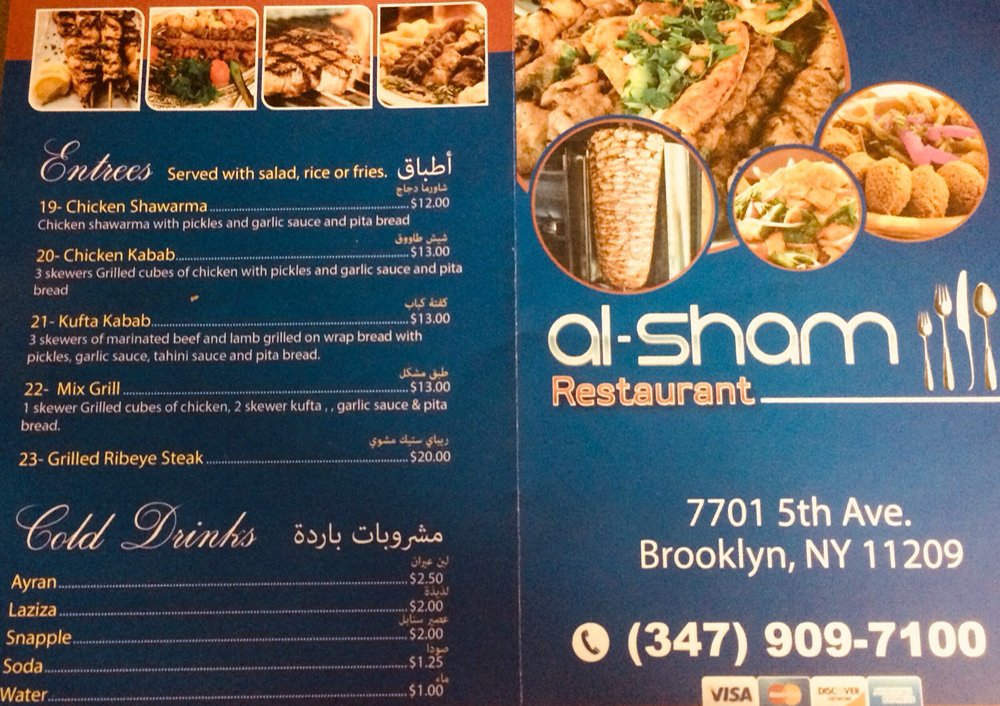 Entrees Served with salad, rice or fries. أطباق
شاورما دجاج
19- Chicken Shawarma $12.00
Chicken shawarma with pickles and garlic sauce and pita bread
شيش طاووق
20- Chicken Kabab $13.00
3 skewers Grilled cubes of chicken with pickles and garlic sauce and pita
bread
كفتة كباب
21- Kufta Kabab $13.00
3 skewers of marinated beef and lamb grilled on wrap bread with
pickles, garlic sauce, tahini sauce and pita bread.
طبق مشكل
22- Mix Grill $13.00
1 skewer Grilled cubes of chicken, 2 skewer kufta , , garlic sauce & pita
bread.
ريباي ستيك مشوي
23- Grilled Ribeye Steak $20.00
Cold Drinks مشروبات باردة
لبن عيران
Ayran $2.50
لذيذة
Laziza $2.00
عصير سنابل
Snapple $2.00
صودا
Soda $1.25
ماء
Water $1.00
al-sham
Restaurant
7701 5th Ave.
Brooklyn, NY 11209
(347) 909-7100
VISA MasterCard DISCOVER
NETWORK